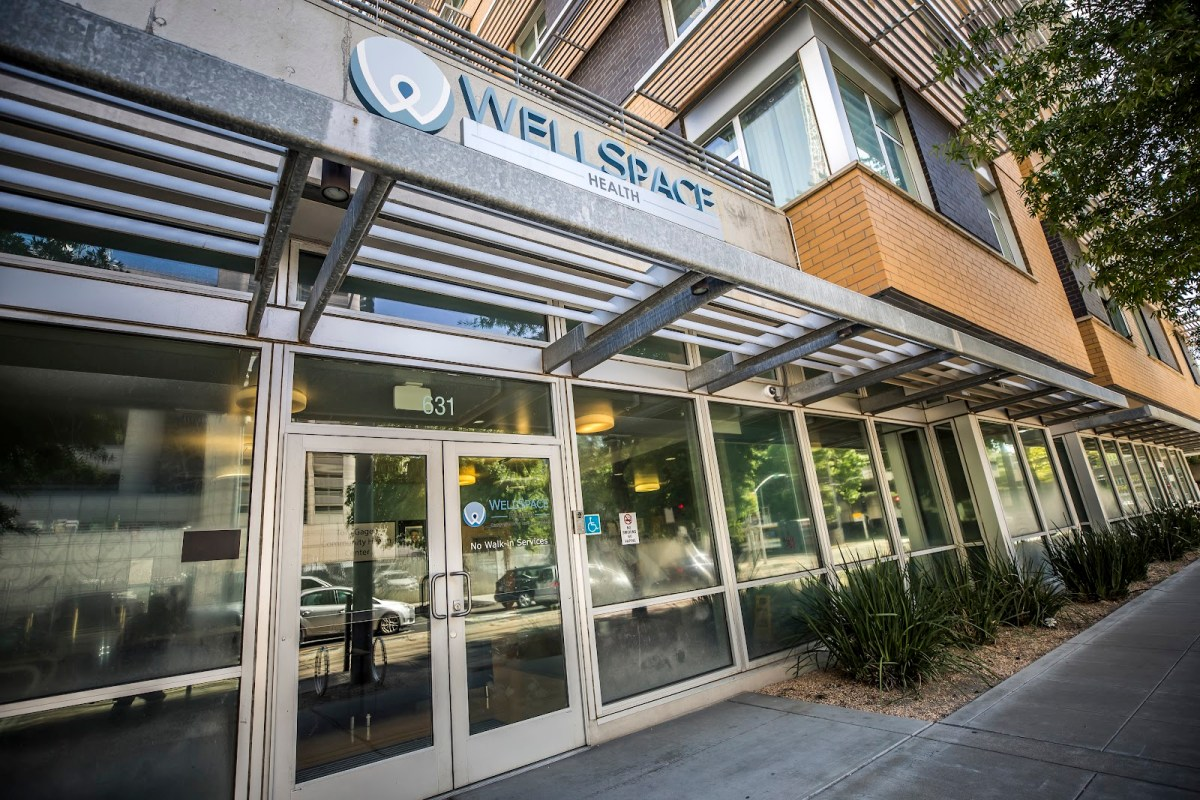 WELLSPACE
HEALTH
631
WELLSPACE
No Walk-in Services